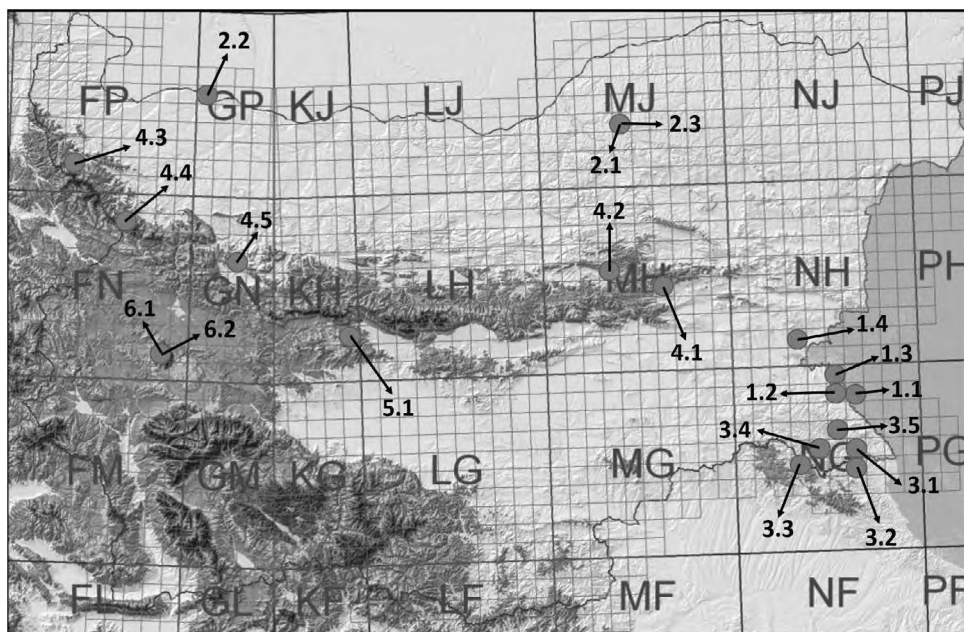 2.2
FP
GP
KJ
LJ
MJ
NJ
PJ
2.3
2.1
4.3
4.4
4.5
4.2
FN
GN
KH
LH
MH
NH
PH
6.1
6.2
5.1
4.1
1.4
1.3
1.2
1.1
3.5
3.4
FM
GM
KG
LG
MG
NG
PG
3.1
3.3
3.2
FL
GL
KF
LF
MF
NF
PF